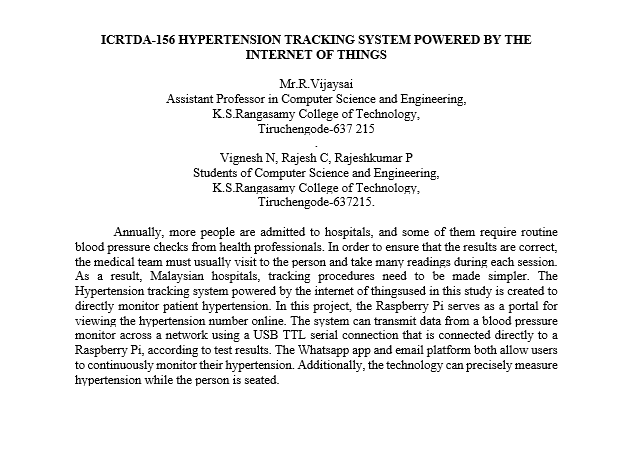 ICRTDA-156 HYPERTENSION TRACKING SYSTEM POWERED BY THE
INTERNET OF THINGS
Mr.R.Vijaysai
Assistant Professor in Computer Science and Engineering,
K.S.Rangasamy College of Technology,
Tiruchengode-637 215
.
Vignesh N, Rajesh C, Rajeshkumar P
Students of Computer Science and Engineering,
K.S.Rangasamy College of Technology,
Tiruchengode-637215.
Annually, more people are admitted to hospitals, and some of them require routine
blood pressure checks from health professionals. In order to ensure that the results are correct,
the medical team must usually visit to the person and take many readings during each session.
As a result, Malaysian hospitals, tracking procedures need to be made simpler. The
Hypertension tracking system powered by the internet of thingsused in this study is created to
directly monitor patient hypertension. In this project, the Raspberry Pi serves as a portal for
viewing the hypertension number online. The system can transmit data from a blood pressure
monitor across a network using a USB TTL serial connection that is connected directly to a
Raspberry Pi, according to test results. The Whatsapp app and email platform both allow users
to continuously monitor their hypertension. Additionally, the technology can precisely measure
hypertension while the person is seated.